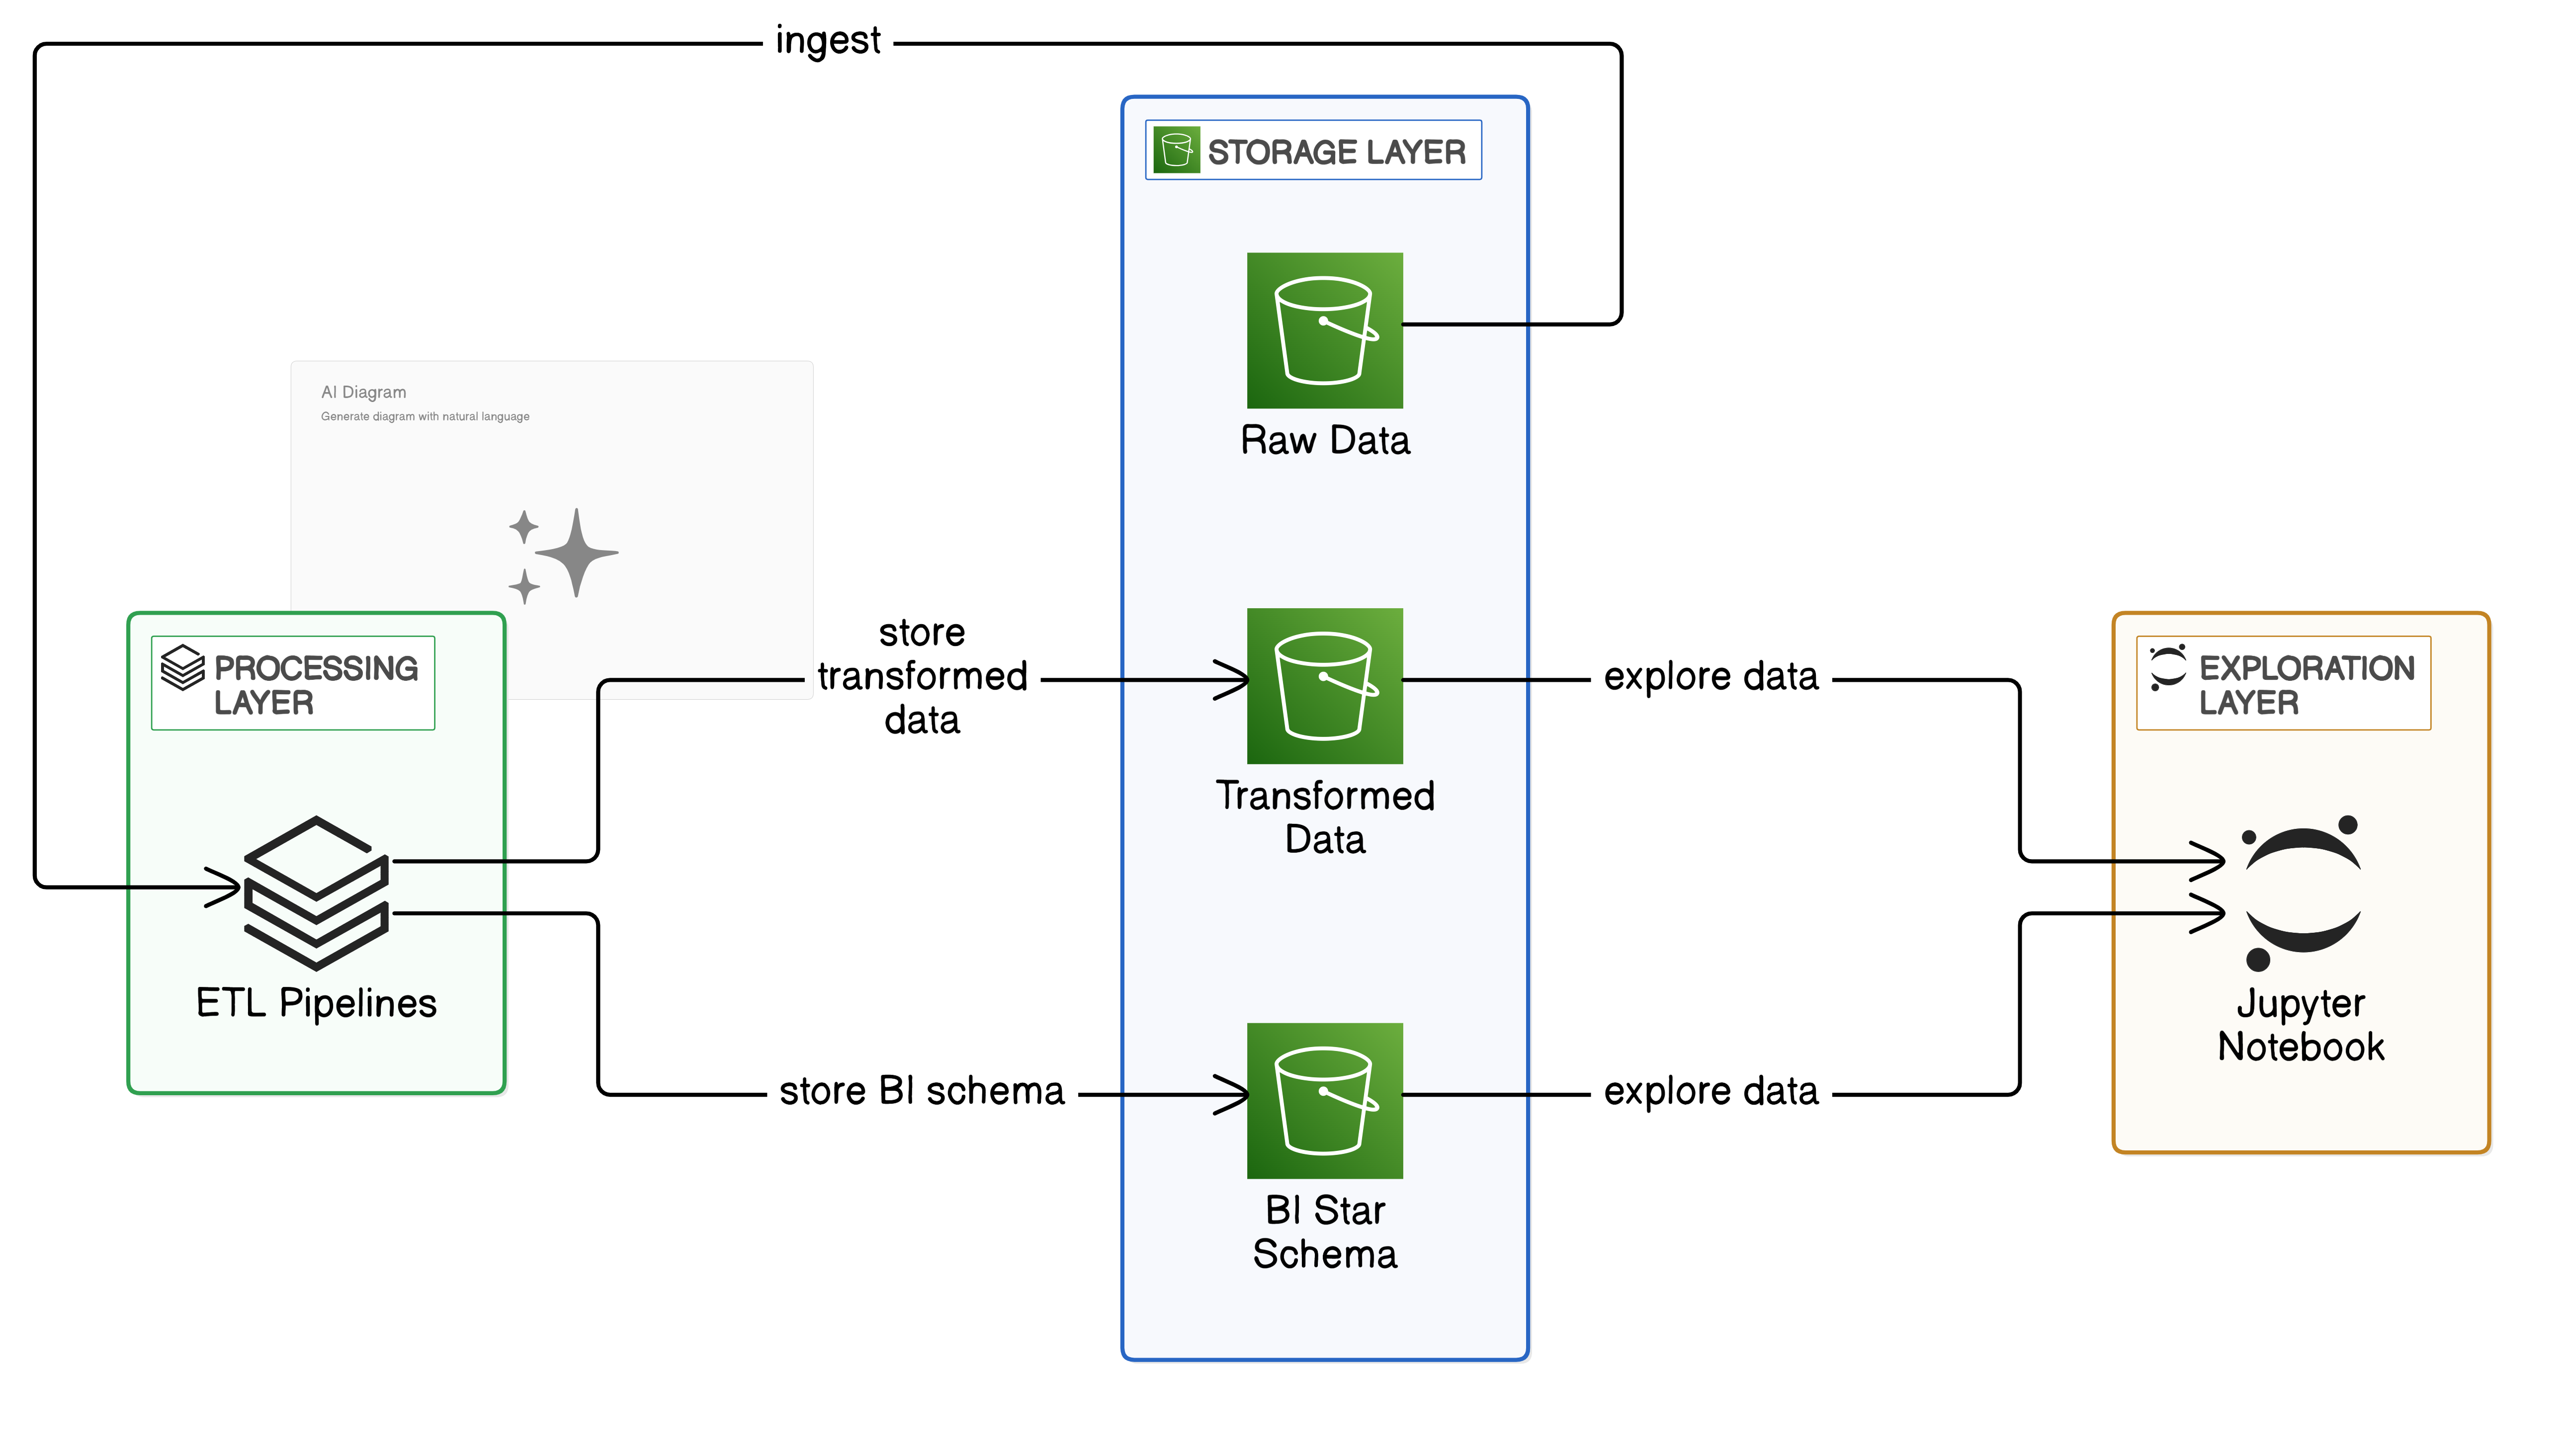 ingest
STORAGE LAYER
Raw Data
AI Diagram
Generate diagram with natural language
PROCESSING
LAYER
ETL Pipelines
store
transformed
data
store BI schema
Transformed
Data
BI Star
Schema
explore data
explore data
EXPLORATION
LAYER
Jupyter
Notebook